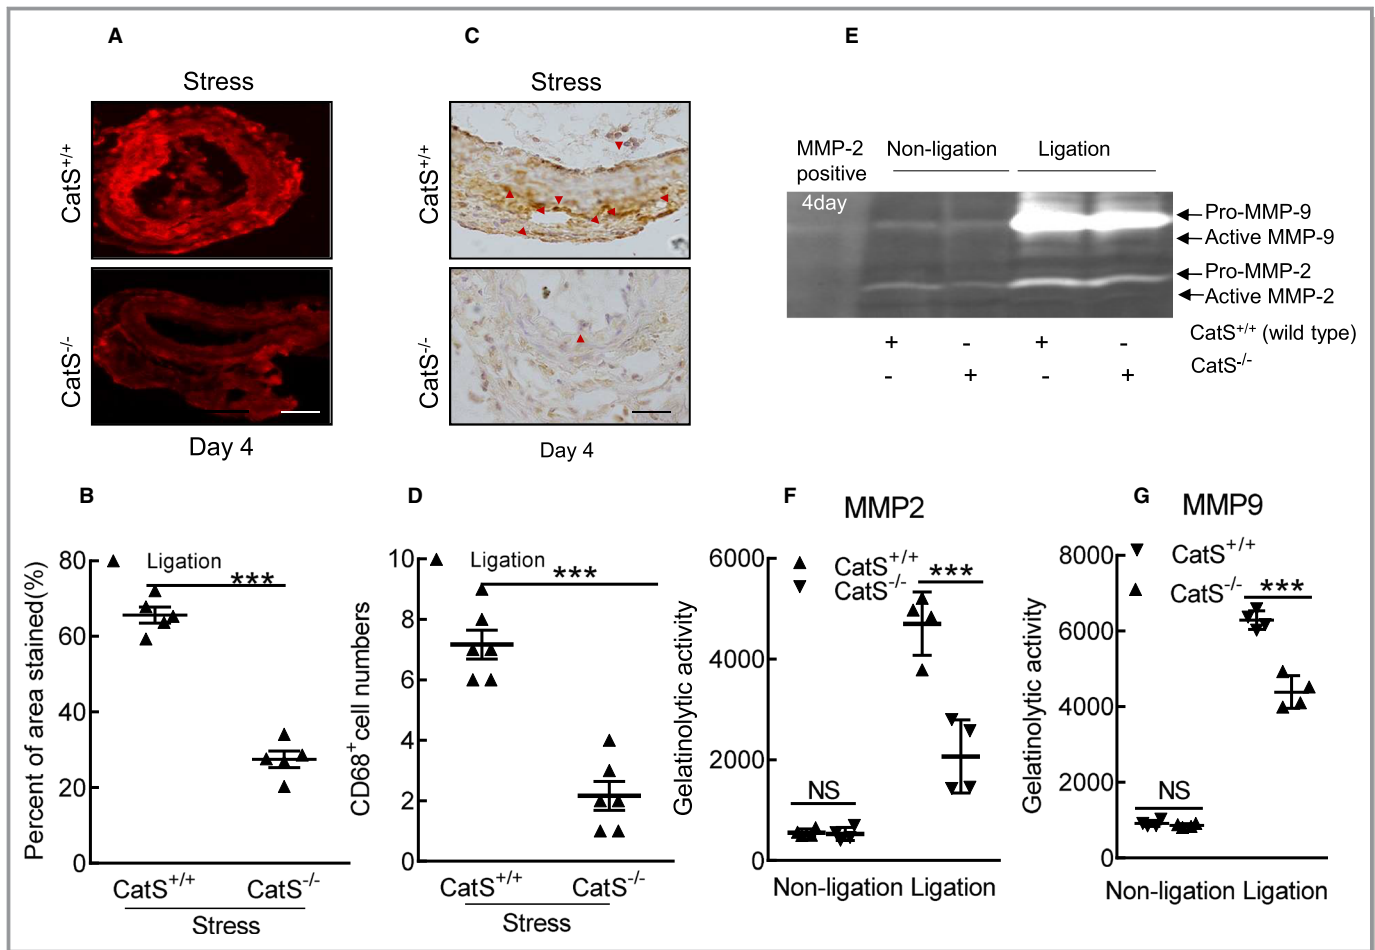 A
Stress
CatS+/+
CatS-/-
Day 4
C
Stress
CatS+/+
CatS-/-
Day 4
E
MMP-2
positive
Non-ligation
Ligation
4day
Pro-MMP-9
Active MMP-9
Pro-MMP-2
Active MMP-2
+ - + - CatS+/+ (wild type)
- + - + CatS-/-
B
Percent of area stained(%)
80
60
40
20
0
Ligation
***
CatS+/+ CatS-/-
Stress
D
CD68+ cell numbers
10
8
6
4
2
0
Ligation
***
CatS+/+ CatS-/-
Stress
F
MMP2
Gelatinolytic activity
6000
4000
2000
0
CatS+/+
CatS-/-
***
NS
Non-ligation Ligation
G
MMP9
Gelatinolytic activity
8000
6000
4000
2000
0
CatS+/+
CatS-/-
***
NS
Non-ligation Ligation